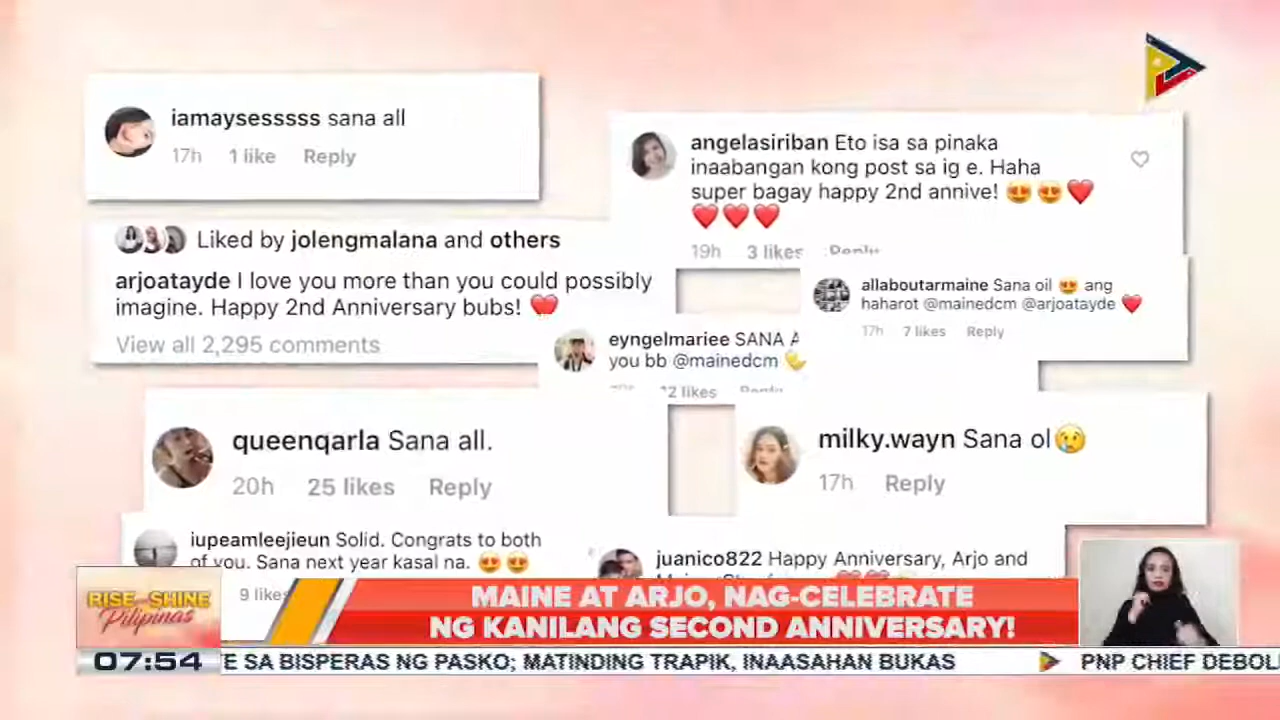 iamaysesssss sana all
17h 1 like Reply
angelasiriban Eto isa sa pinaka
inaabangan kong post sa ig e. Haha
super bagay happy 2nd annive! 😍😍❤️
❤️❤️❤️
19h 3 likes Reply
Liked by jolengmalana and others
arjoatayde I love you more than you could possibly
imagine. Happy 2nd Anniversary bubs! ❤️
View all 2,295 comments
allaboutarmaine Sana oil 😍 ang
haharot @mainedcm @arjoatayde ❤️
17h 7 likes Reply
eyngelmariee SANA A
you bb @mainedcm
12 likes Reply
queenqarla Sana all.
20h 25 likes Reply
milky.wayn Sana ol😢
17h Reply
iupeamleejieun Solid. Congrats to both
of you. Sana next year kasal na. 😍😍
9 likes
juanico822 Happy Anniversary, Arjo and
RISE AND SHINE
Pilipinas
MAINE AT ARJO, NAG-CELEBRATE
NG KANILANG SECOND ANNIVERSARY!
07:54
E SA BISPERAS NG PASKO; MATINDING TRAPIK, INAASAHAN BUKAS PNP CHIEF DEBOL